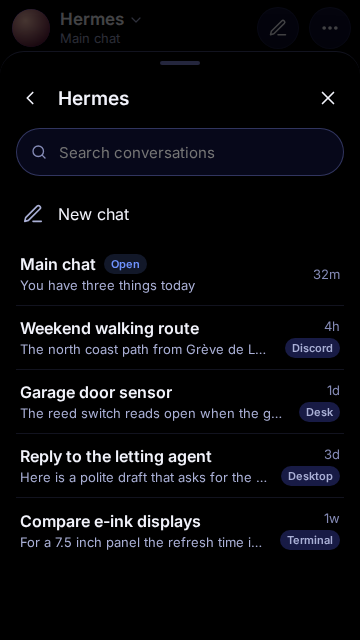 Hermes
Main chat
Hermes
Search conversations
New chat
Main chat Open
32m
You have three things today
Weekend walking route 4h
The north coast path from Grève de L... Discord
Garage door sensor 1d
The reed switch reads open when the g... Desk
Reply to the letting agent 3d
Here is a polite draft that asks for the ... Desktop
Compare e-ink displays 1w
For a 7.5 inch panel the refresh time i... Terminal